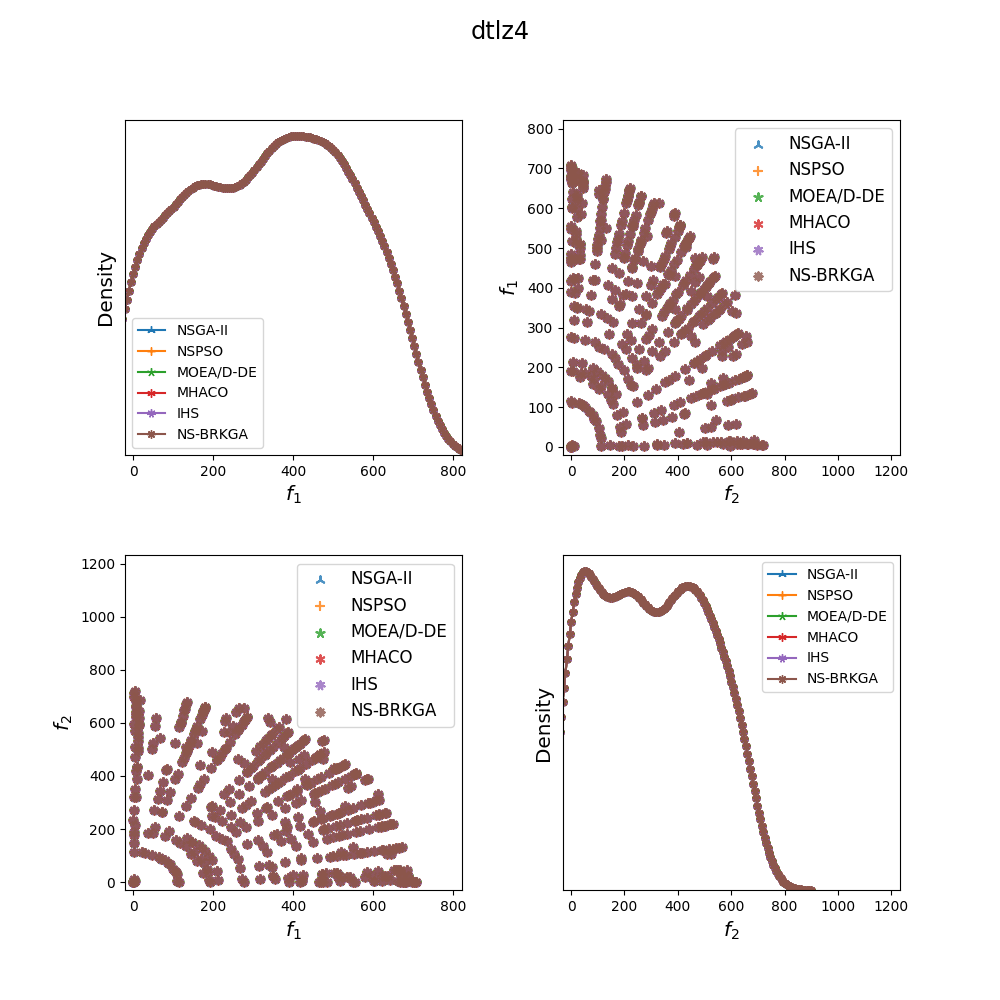 dtlz4
Density
NSGA-II
NSPSO
MOEA/D-DE
MHACO
IHS
NS-BRKGA
0 200 400 600 800
f1
800
700
600
500
400
300
200
100
0
f1
NSGA-II
NSPSO
MOEA/D-DE
MHACO
IHS
NS-BRKGA
0 200 400 600 800 1000 1200
f2
1200
1000
800
600
400
200
0
f2
NSGA-II
NSPSO
MOEA/D-DE
MHACO
IHS
NS-BRKGA
0 200 400 600 800
f1
Density
NSGA-II
NSPSO
MOEA/D-DE
MHACO
IHS
NS-BRKGA
0 200 400 600 800 1000 1200
f2